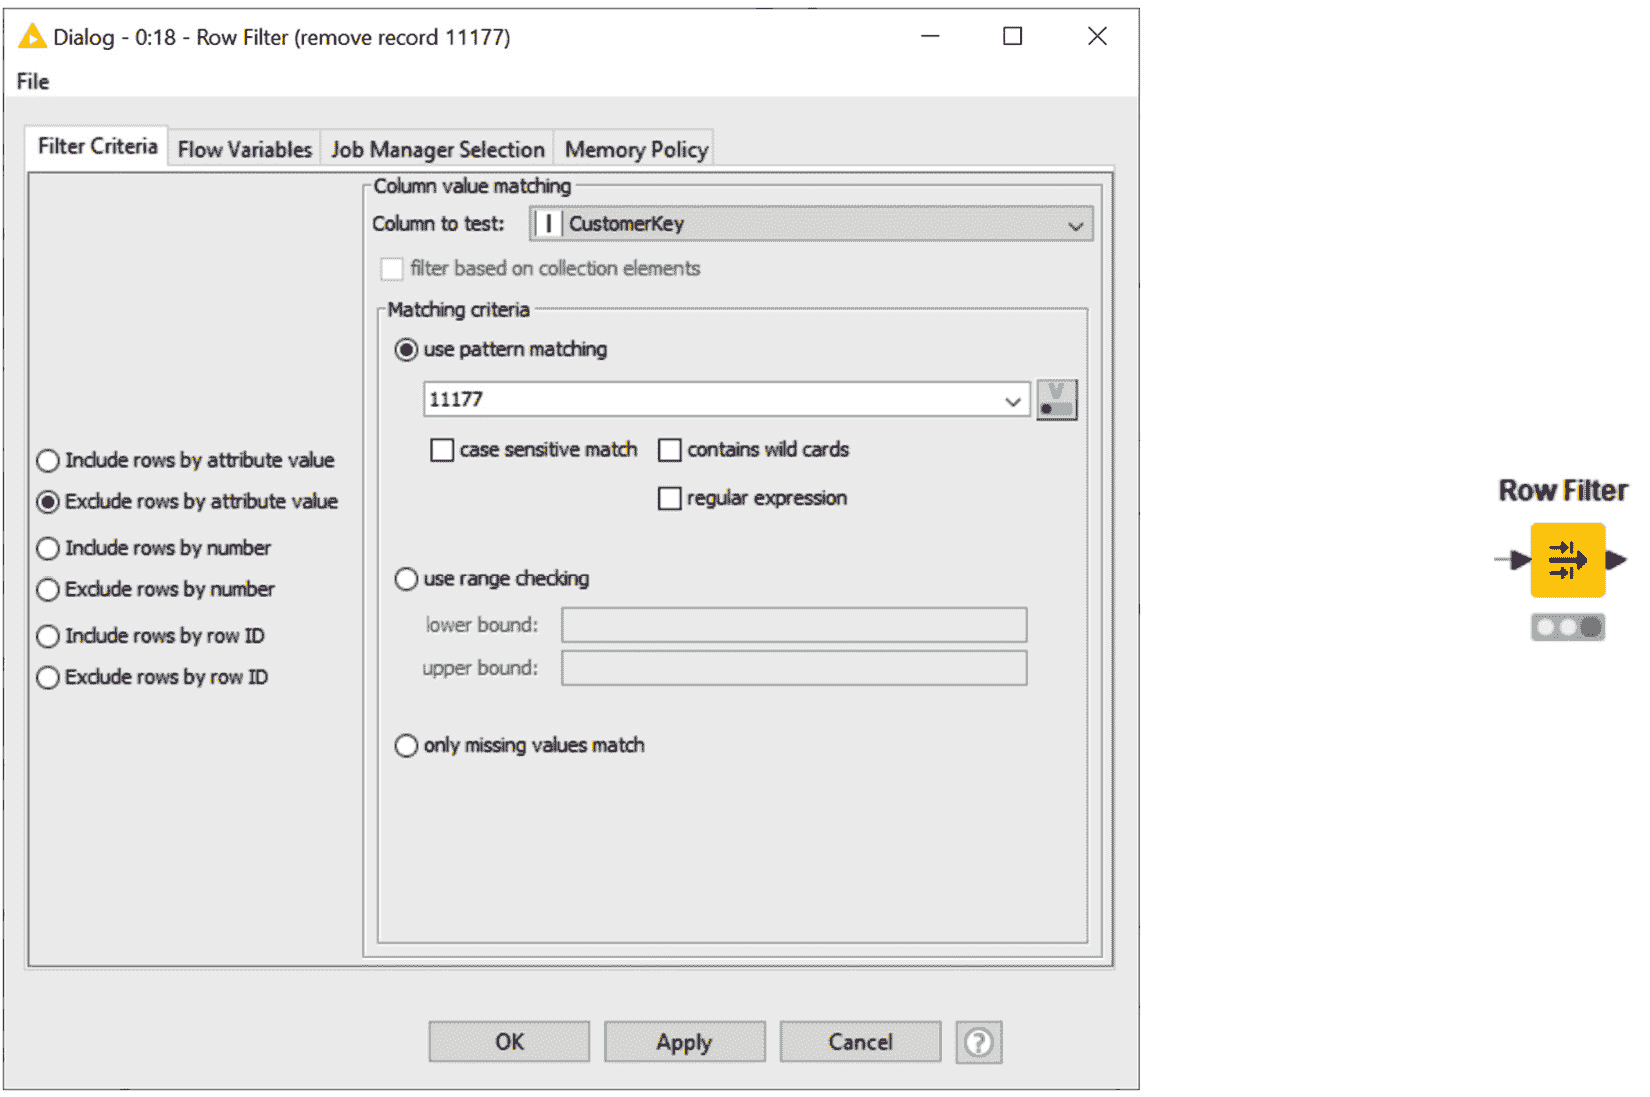 Dialog - 0:18 - Row Filter (remove record 11177)
File
Filter Criteria Flow Variables Job Manager Selection Memory Policy
Column value matching
Column to test: I CustomerKey
filter based on collection elements
Matching criteria
use pattern matching
11177 V
case sensitive match contains wild cards
regular expression
use range checking
lower bound:
upper bound:
only missing values match
Include rows by attribute value
Exclude rows by attribute value
Include rows by number
Exclude rows by number
Include rows by row ID
Exclude rows by row ID
OK Apply Cancel ?
Row Filter